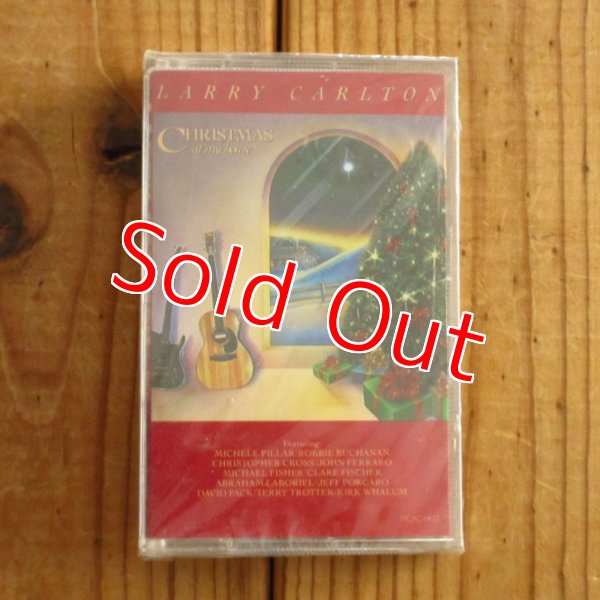 LARRY CARLTON
CHRISTMAS
at my house
Sold Out
Featuring
MICHELE PILLAR/ROBBIE BUCHANAN
CHRISTOPHER CROSS/JOHN FERRARO
MICHAEL FISHER/CLARE FISCHER
ABRAHAM LABORIEL/JEFF PORCARO
DAVID PACK/TERRY TROTTER/KIRK WHALUM